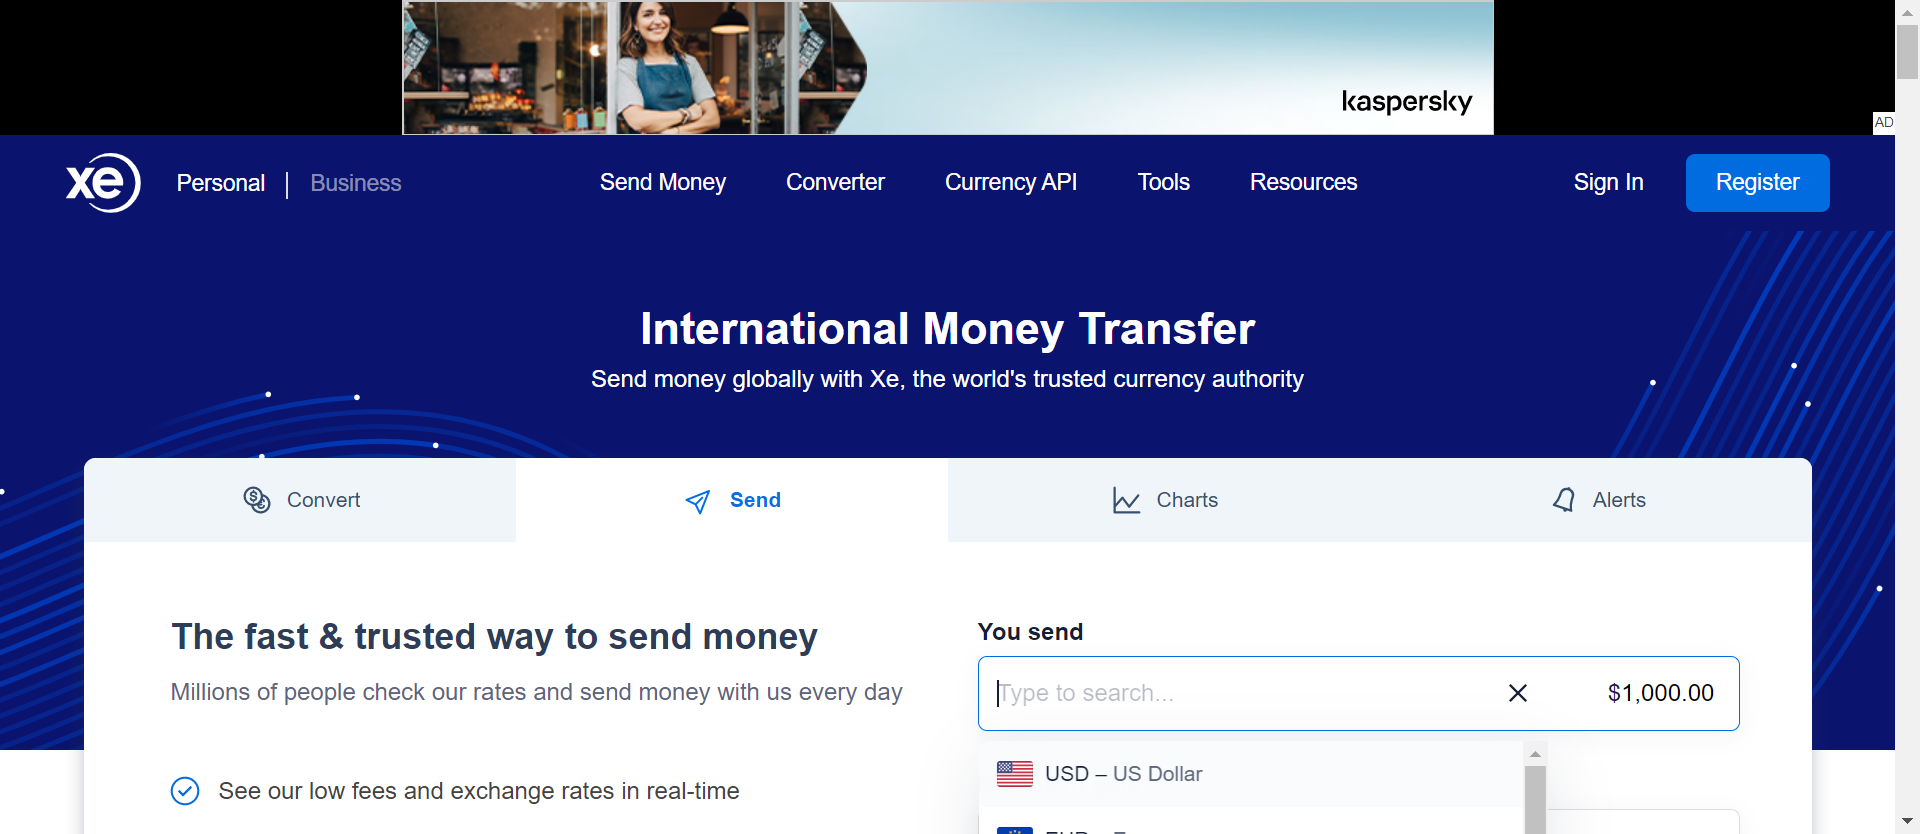 kaspersky
AD
xe
Personal
Business
Send Money
Converter
Currency API
Tools
Resources
Sign In
Register
International Money Transfer
Send money globally with Xe, the world's trusted currency authority
Convert
Send
Charts
Alerts
The fast & trusted way to send money
Millions of people check our rates and send money with us every day
See our low fees and exchange rates in real-time
You send
Type to search...
$1,000.00
USD – US Dollar